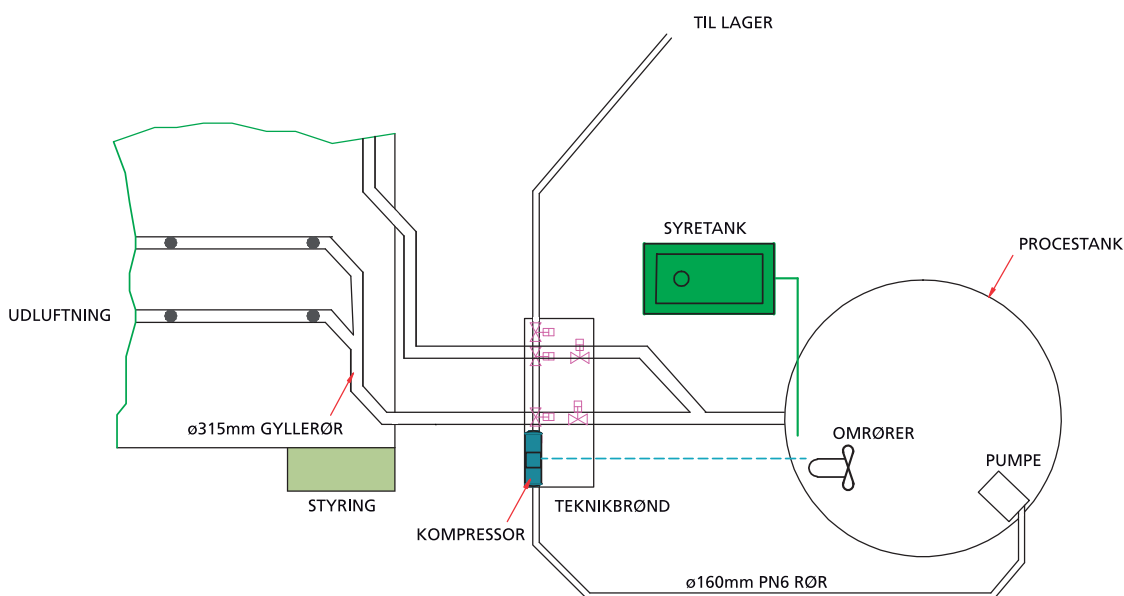 TIL LAGER
SYRETANK
PROCESTANK
UDLUFTNING
ø315mm GYLLERØR
OMRØRER
PUMPE
STYRING
TEKNIKBRØND
KOMPRESSOR
ø160mm PN6 RØR